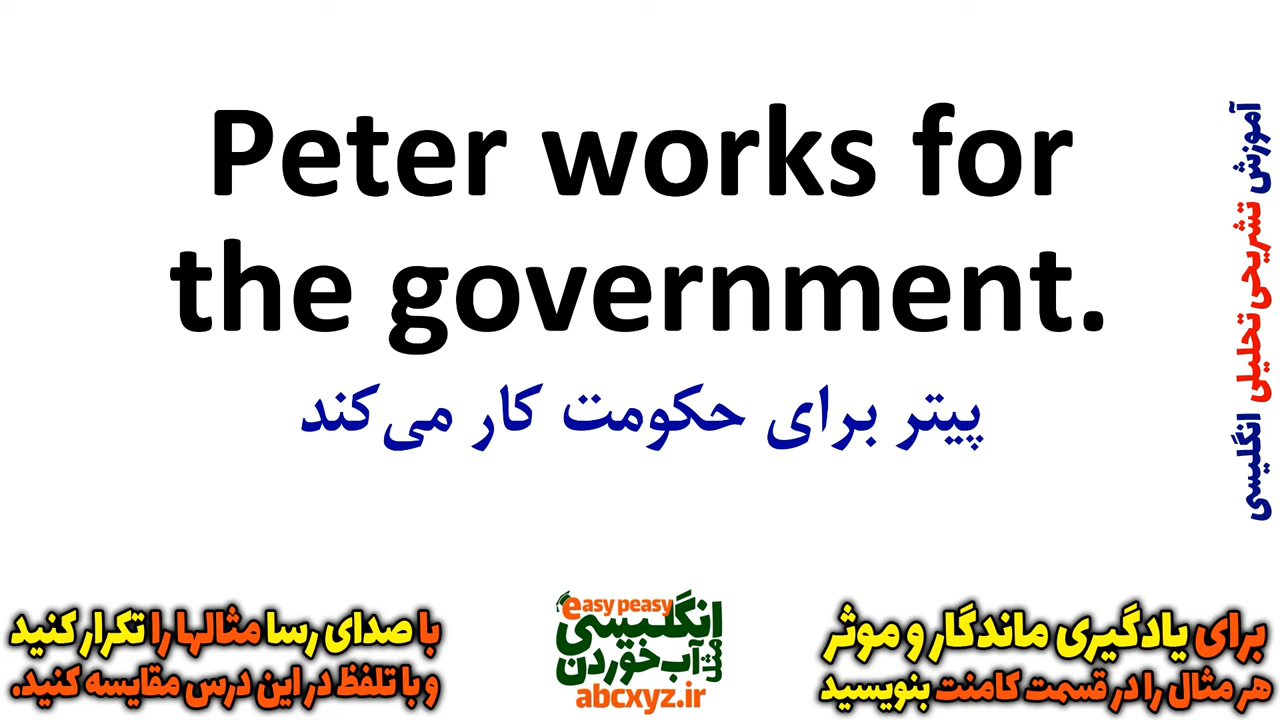 Peter works for
the government.
پیتر برای حکومت کار می‌کند
آموزش تشریحی تحلیلی انگلیسی
با صدای رسا مثالها را تکرار کنید
و با تلفظ در این درس مقایسه کنید.
easy peasy
انگلیسی
مثل آب خوردن
abcxyz.ir
برای یادگیری ماندگار و موثر
هر مثال را در قسمت کامنت بنویسید